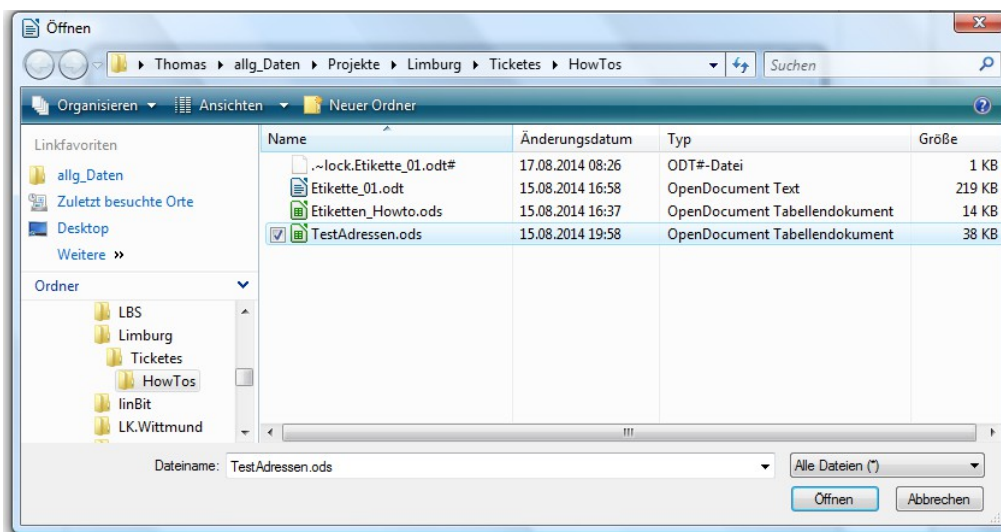 Öffnen
Thomas allg_Daten Projekte Limburg Ticketes HowTos Suchen
Organisieren Ansichten Neuer Ordner
Linkfavoriten
allg_Daten
Zuletzt besuchte Orte
Desktop
Weitere »
Ordner
LBS
Limburg
Ticketes
HowTos
linBit
LK.Wittmund
Name Änderungsdatum Typ Größe
.~lock.Etikette_01.odt# 17.08.2014 08:26 ODT#-Datei 1 KB
Etikette_01.odt 15.08.2014 16:58 OpenDocument Text 219 KB
Etiketten_Howto.ods 15.08.2014 16:37 OpenDocument Tabellendokument 14 KB
TestAdressen.ods 15.08.2014 19:58 OpenDocument Tabellendokument 38 KB
Dateiname: TestAdressen.ods Alle Dateien (*)
Öffnen Abbrechen